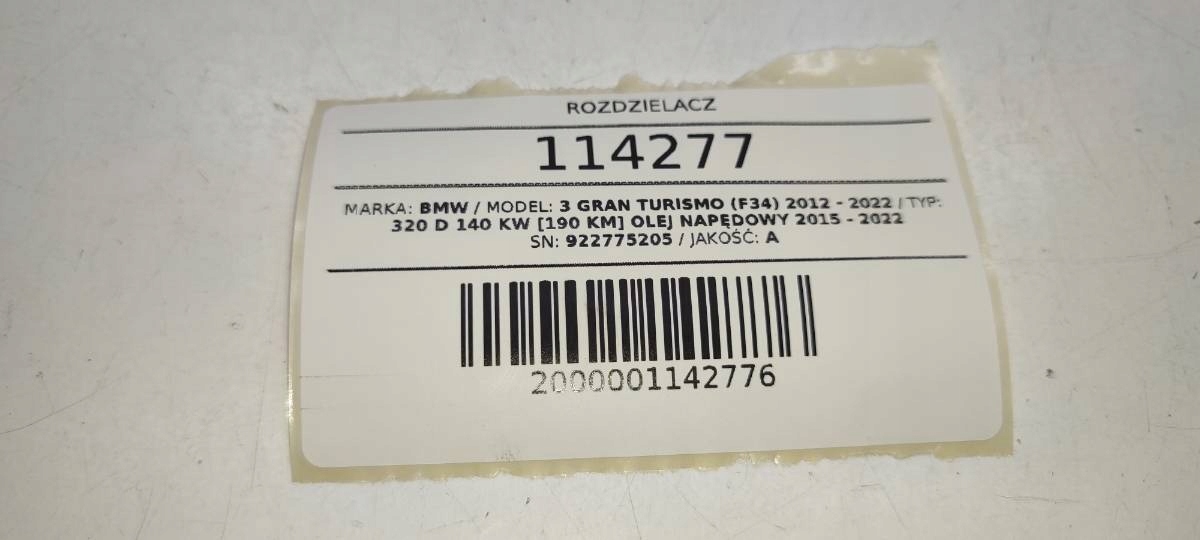 ROZDZIELACZ
114277
MARKA: BMW / MODEL: 3 GRAN TURISMO (F34) 2012 - 2022 / TYP:
320 D 140 KW [190 KM] OLEJ NAPĘDOWY 2015 - 2022
SN: 922775205 / JAKOŚĆ: A
2000001142776